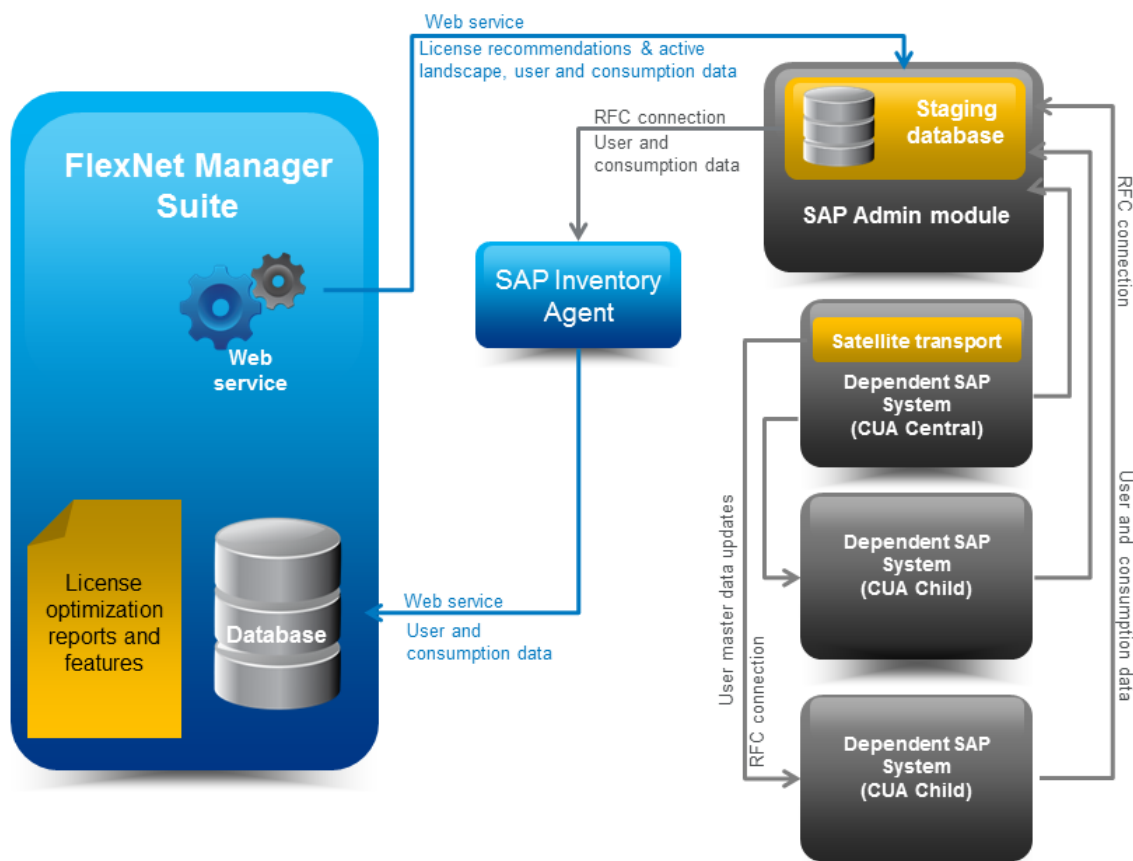 Web service
License recommendations & active
landscape, user and consumption data
FlexNet Manager
Suite
Web
service
License
optimization
reports and
features
Database
RFC connection
User and
consumption data
SAP Inventory
Agent
Web service
User and
consumption data
Staging
database
SAP Admin module
Satellite transport
Dependent SAP
System
(CUA Central)
Dependent SAP
System
(CUA Child)
Dependent SAP
System
(CUA Child)
User master data updates
RFC connection
RFC connection
User and consumption data